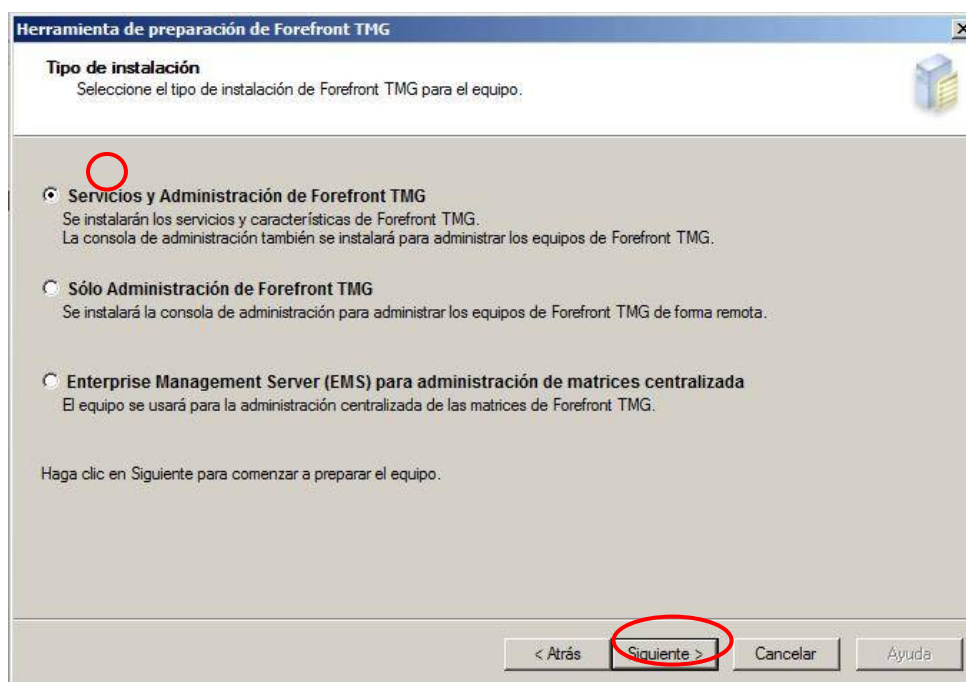 Herramienta de preparación de Forefront TMG
Tipo de instalación
Seleccione el tipo de instalación de Forefront TMG para el equipo.
Servicios y Administración de Forefront TMG
Se instalarán los servicios y características de Forefront TMG.
La consola de administración también se instalará para administrar los equipos de Forefront TMG.
Sólo Administración de Forefront TMG
Se instalará la consola de administración para administrar los equipos de Forefront TMG de forma remota.
Enterprise Management Server (EMS) para administración de matrices centralizada
El equipo se usará para la administración centralizada de las matrices de Forefront TMG.
Haga clic en Siguiente para comenzar a preparar el equipo.
< Atrás Siguiente > Cancelar Ayuda